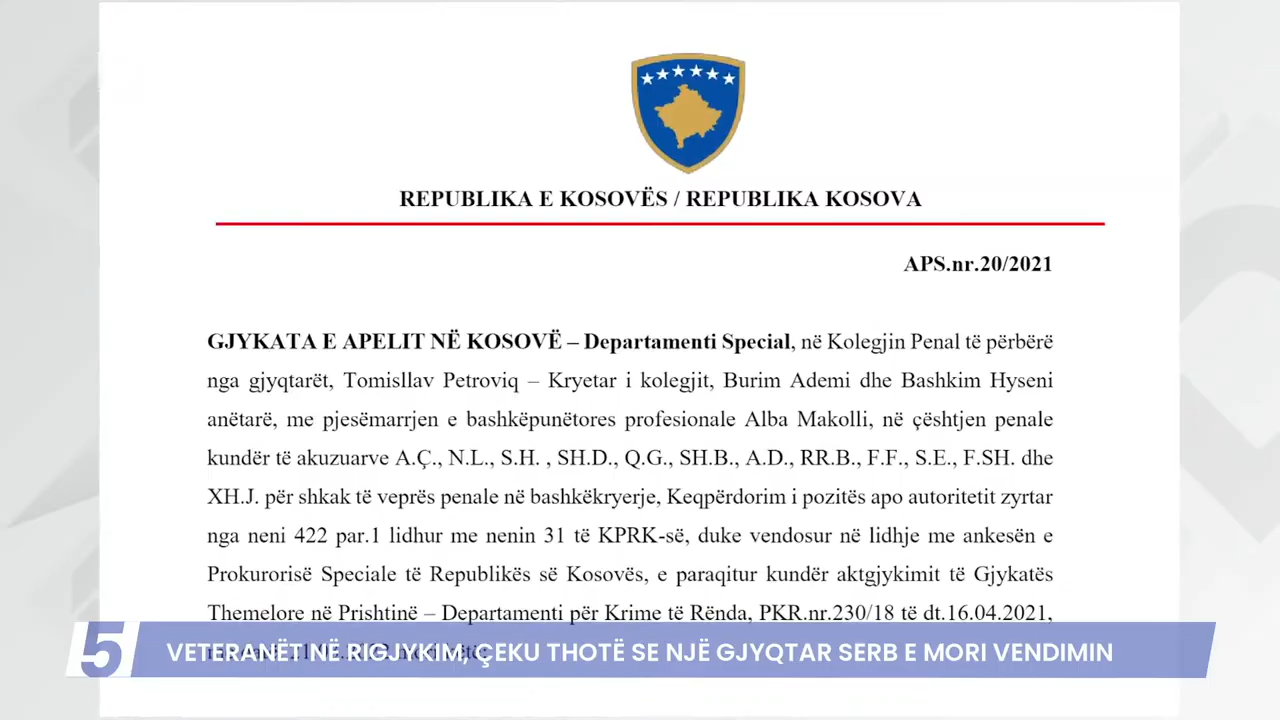 REPUBLIKA E KOSOVËS / REPUBLIKA KOSOVA
APS.nr.20/2021
GJYKATA E APELIT NË KOSOVË – Departamenti Special, në Kolegjin Penal të përbërë
nga gjyqtarët, Tomisllav Petroviq – Kryetar i kolegjit, Burim Ademi dhe Bashkim Hyseni
anëtarë, me pjesëmarrjen e bashkëpunëtores profesionale Alba Makolli, në çështjen penale
kundër të akuzuarve A.Ç., N.L., S.H. , SH.D., Q.G., SH.B., A.D., RR.B., F.F., S.E., F.SH. dhe
XH.J. për shkak të veprës penale në bashkëkryerje, Keqpërdorim i pozitës apo autoritetit zyrtar
nga neni 422 par.1 lidhur me nenin 31 të KPRK-së, duke vendosur në lidhje me ankesën e
Prokurorisë Speciale të Republikës së Kosovës, e paraqitur kundër aktgjykimit të Gjykatës
Themelore në Prishtinë – Departamenti për Krime të Rënda, PKR.nr.230/18 të dt.16.04.2021,
5 VETERANËT NË RIGJYKIM, ÇEKU THOTË SE NJË GJYQTAR SERB E MORI VENDIMIN